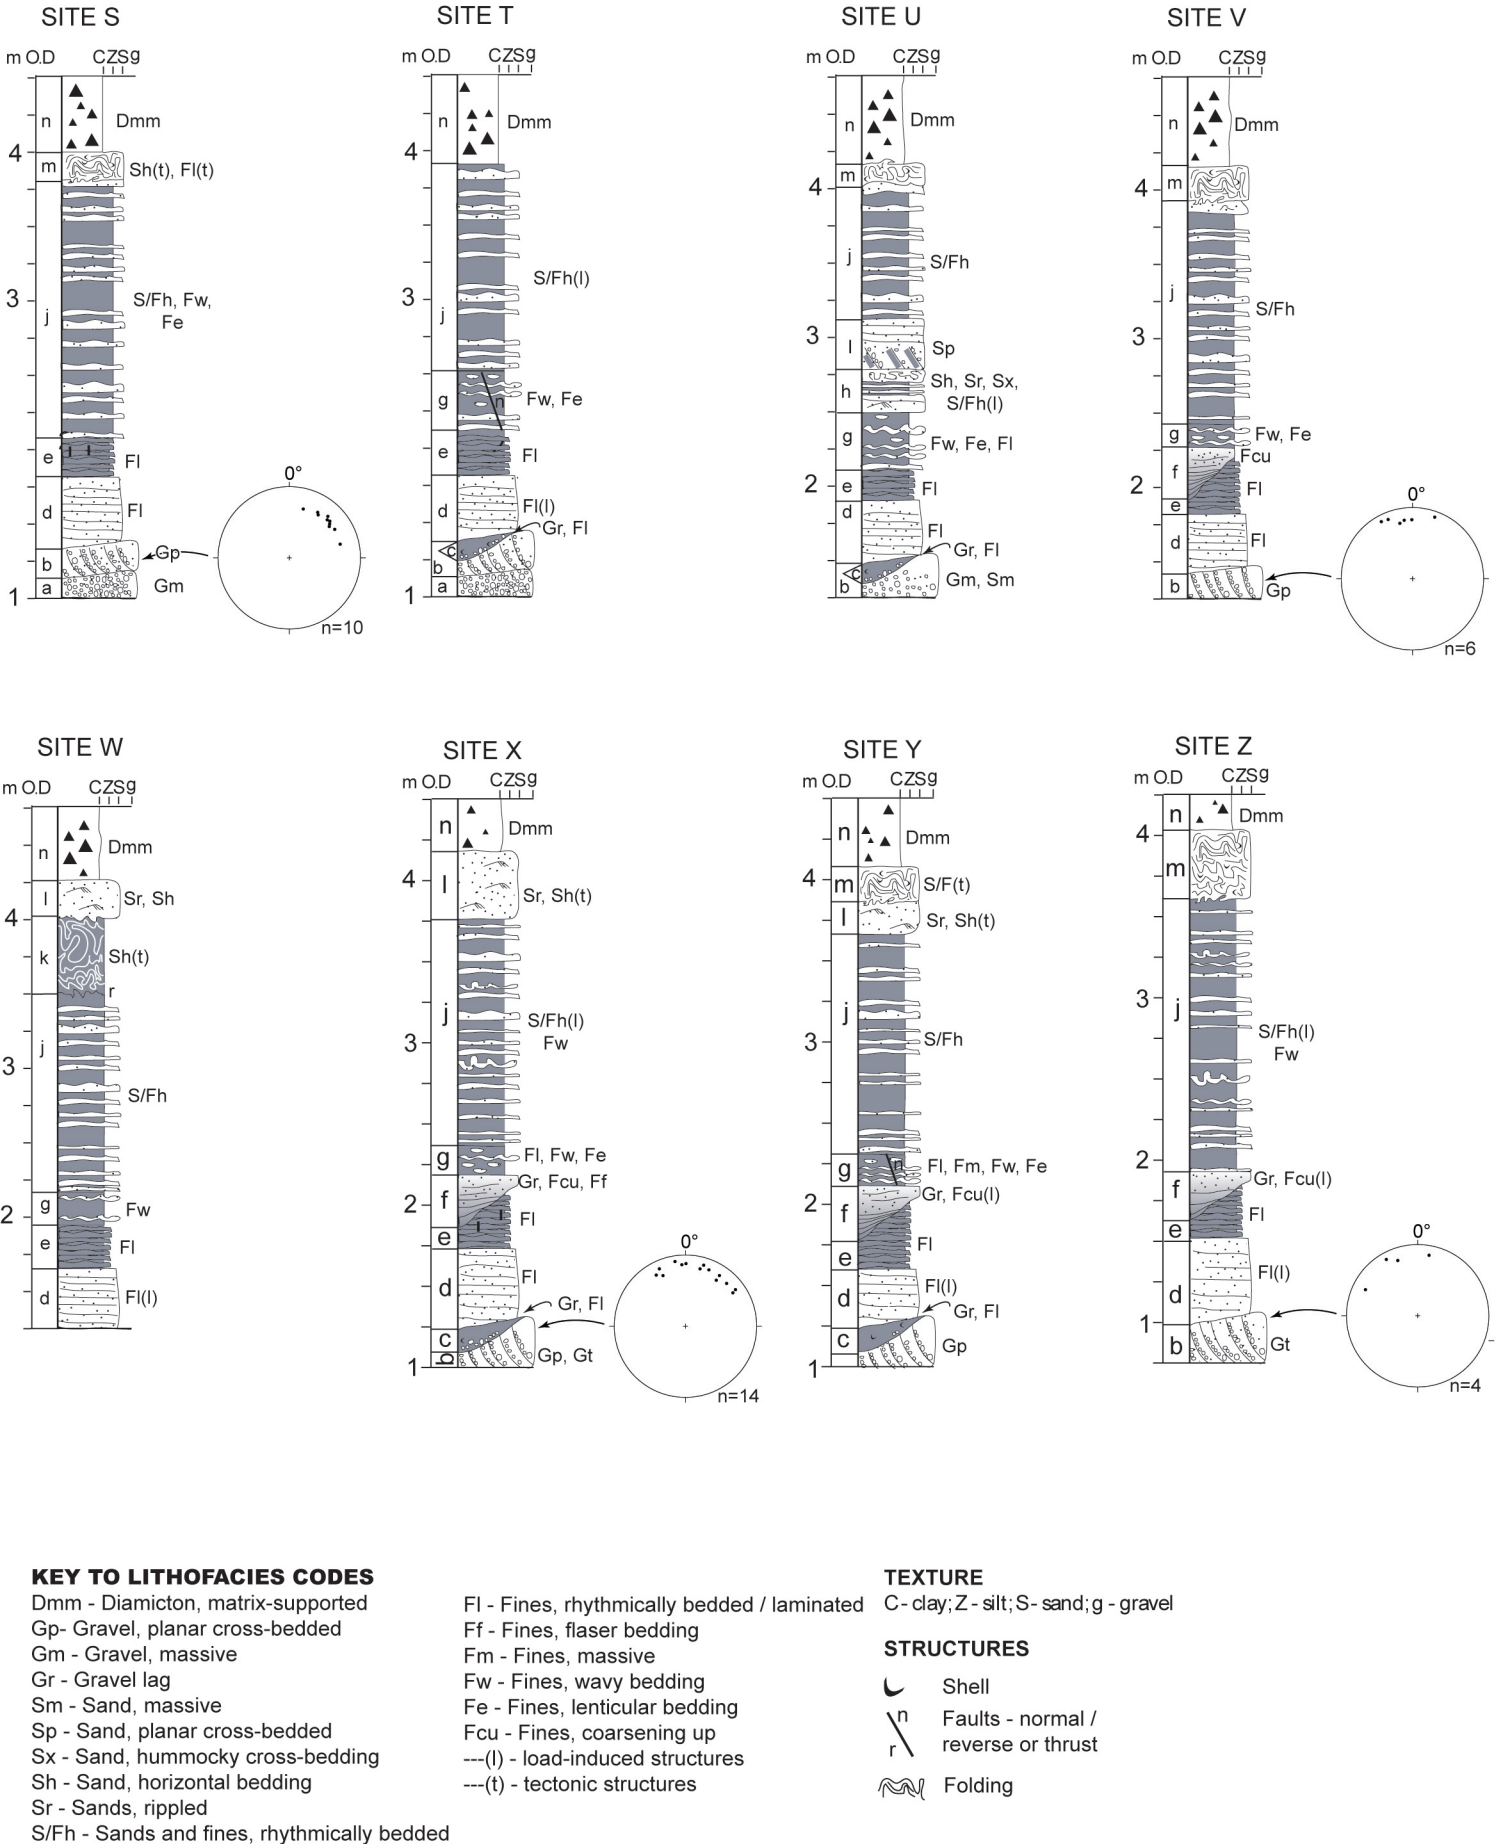 SITE S
m O.D
CZSg
n
Dmm
4
m
Sh(t), Fl(t)
3
j
S/Fh, Fw,
Fe
e
Fl
d
Fl
b
Gp
a
Gm
1
0°
n=10
SITE T
m O.D
CZSg
n
Dmm
4
3
j
S/Fh(l)
g
n
Fw, Fe
e
Fl
d
Fl(l)
Gr, Fl
c
b
a
1
SITE U
m O.D
CZSg
n
Dmm
4
m
j
S/Fh
3
l
Sp
h
Sh, Sr, Sx,
S/Fh(l)
g
Fw, Fe, Fl
2
e
Fl
d
Fl
Gr, Fl
c
b
Gm, Sm
SITE V
m O.D
CZSg
n
Dmm
4
m
j
S/Fh
3
g
Fw, Fe
Fcu
f
Fl
2
e
d
Fl
b
Gp
0°
n=6
SITE W
m O.D
CZSg
n
Dmm
l
Sr, Sh
4
k
Sh(t)
r
j
3
S/Fh
g
Fw
2
e
Fl
d
Fl(l)
SITE X
m O.D
CZSg
n
Dmm
4
l
Sr, Sh(t)
j
S/Fh(l)
Fw
3
g
Fl, Fw, Fe
Gr, Fcu, Ff
f
2
Fl
e
d
Fl
Gr, Fl
c
b
Gp, Gt
1
0°
n=14
SITE Y
m O.D
CZSg
n
Dmm
4
m
S/F(t)
l
Sr, Sh(t)
j
S/Fh
3
g
n
Fl, Fm, Fw, Fe
Gr, Fcu(l)
f
2
e
Fl
d
Fl(l)
Gr, Fl
c
Gp
1
SITE Z
m O.D
CZSg
n
Dmm
4
m
j
3
S/Fh(l)
Fw
2
f
Gr, Fcu(l)
Fl
e
d
Fl(l)
1
b
Gt
0°
n=4
KEY TO LITHOFACIES CODES
Dmm - Diamicton, matrix-supported
Gp- Gravel, planar cross-bedded
Gm - Gravel, massive
Gr - Gravel lag
Sm - Sand, massive
Sp - Sand, planar cross-bedded
Sx - Sand, hummocky cross-bedding
Sh - Sand, horizontal bedding
Sr - Sands, rippled
S/Fh - Sands and fines, rhythmically bedded
Fl - Fines, rhythmically bedded / laminated
Ff - Fines, flaser bedding
Fm - Fines, massive
Fw - Fines, wavy bedding
Fe - Fines, lenticular bedding
Fcu - Fines, coarsening up
---(l) - load-induced structures
---(t) - tectonic structures
TEXTURE
C- clay; Z - silt; S- sand; g - gravel
STRUCTURES
Shell
n
r
Faults - normal /
reverse or thrust
Folding